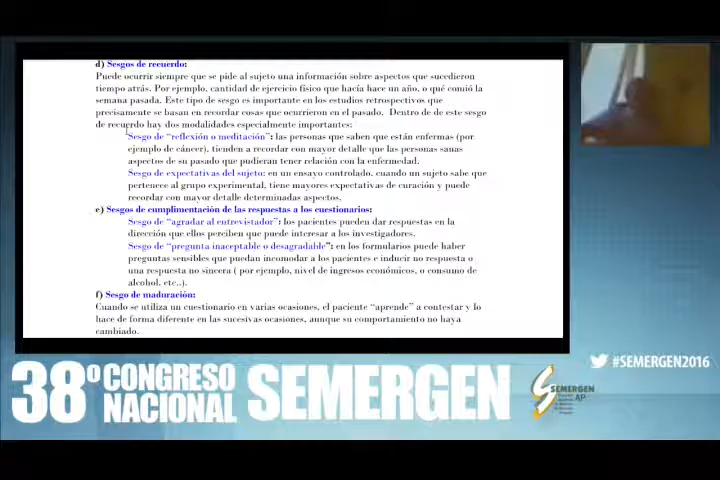 d) Sesgos de recuerdo:
Puede ocurrir siempre que se pide al sujeto una información sobre aspectos que sucedieron
tiempo atrás. Por ejemplo, cantidad de ejercicio físico que hacía hace un año, o qué comió la
semana pasada. Este tipo de sesgo es importante en los estudios retrospectivos que
precisamente se basan en recordar cosas que ocurrieron en el pasado. Dentro de de este sesgo
de recuerdo hay dos modalidades especialmente importantes:
Sesgo de “reflexión o meditación”: las personas que saben que están enfermas (por
ejemplo de cáncer), tienden a recordar con mayor detalle que las personas sanas
aspectos de su pasado que pudieran tener relación con la enfermedad.
Sesgo de expectativas del sujeto: en un ensayo controlado, cuando un sujeto sabe que
pertenece al grupo experimental, tiene mayores expectativas de curación y puede
recordar con mayor detalle determinadas aspectos.
e) Sesgos de cumplimentación de las respuestas a los cuestionarios:
Sesgo de “agradar al entrevistador”: los pacientes pueden dar respuestas en la
dirección que ellos perciben que puede interesar a los investigadores.
Sesgo de “pregunta inaceptable o desagradable”: en los formularios puede haber
preguntas sensibles que puedan incomodar a los pacientes e inducir no respuesta o
una respuesta no sincera ( por ejemplo, nivel de ingresos económicos, o consumo de
alcohol, etc..).
f) Sesgo de maduración:
Cuando se utiliza un cuestionario en varias ocasiones, el paciente “aprende” a contestar y lo
hace de forma diferente en las sucesivas ocasiones, aunque su comportamiento no haya
cambiado.
#SEMERGEN2016
38º CONGRESO NACIONAL SEMERGEN
SEMERGEN
AP